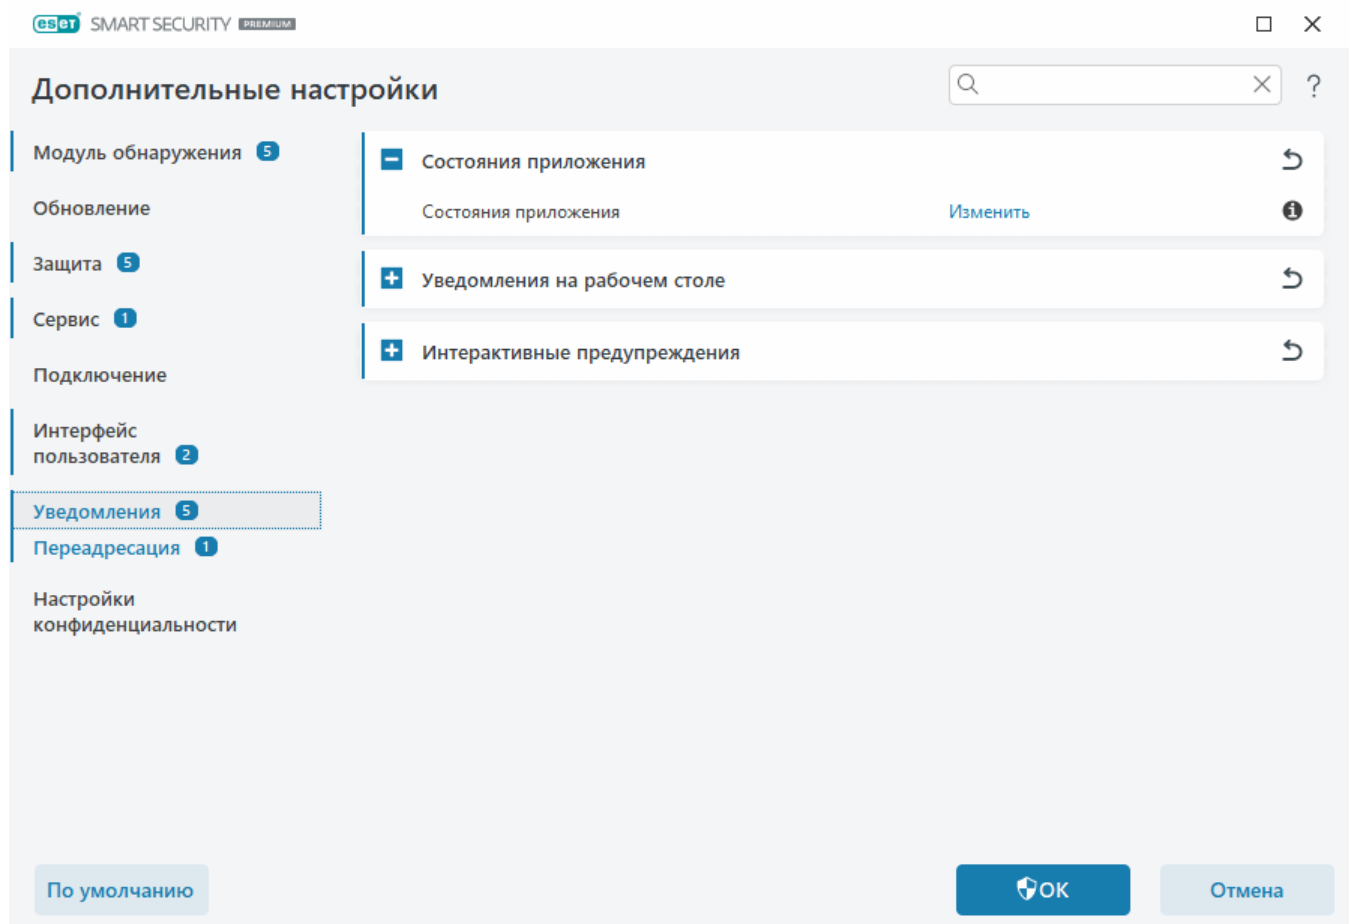 eset SMART SECURITY PREMIUM
Дополнительные настройки
?
Модуль обнаружения 5
Обновление
Защита 5
Сервис 1
Подключение
Интерфейс
пользователя 2
Уведомления 5
Переадресация 1
Настройки
конфиденциальности
Состояния приложения
Состояния приложения Изменить
Уведомления на рабочем столе
Интерактивные предупреждения
По умолчанию
ОК
Отмена